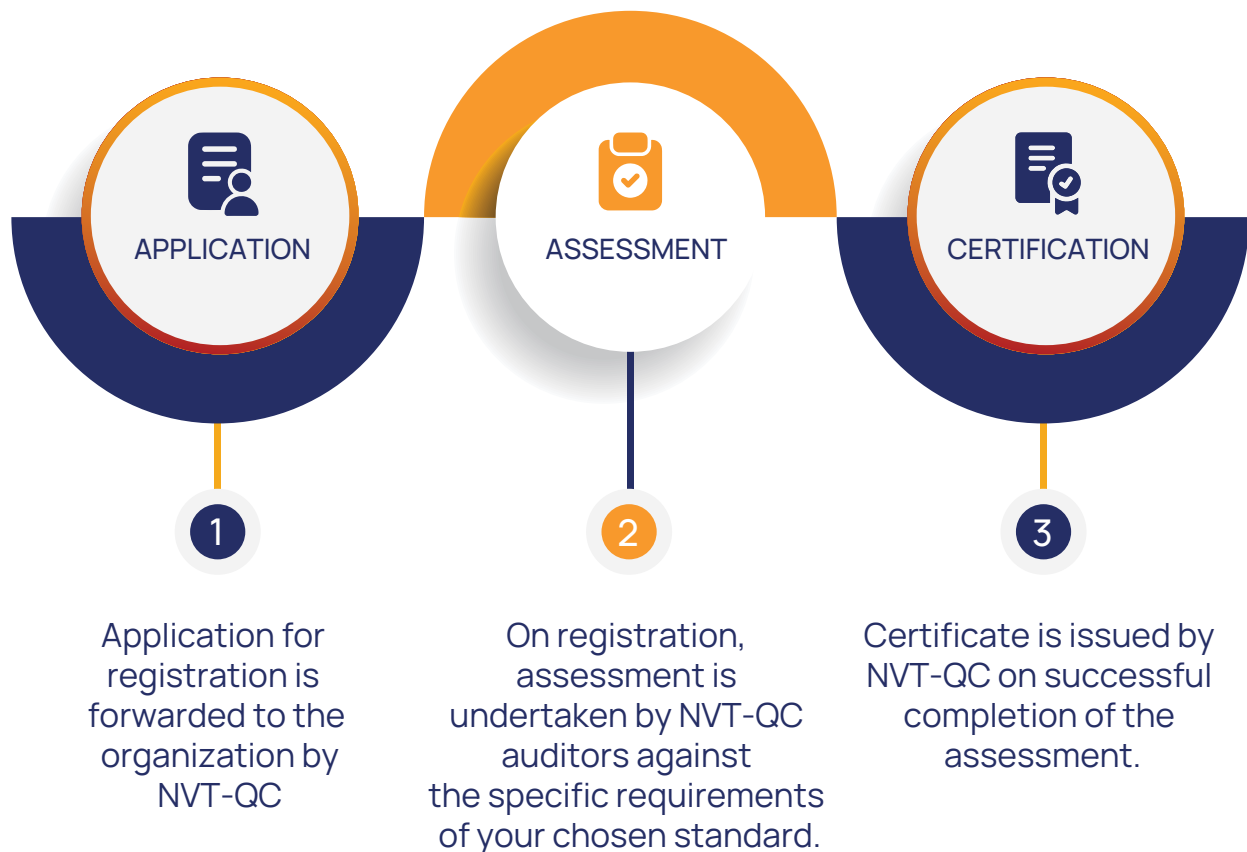 APPLICATION
ASSESSMENT
CERTIFICATION
1
2
3
Application for
registration is
forwarded to the
organization by
NVT-QC
On registration,
assessment is
undertaken by NVT-QC
auditors against
the specific requirements
of your chosen standard.
Certificate is issued by
NVT-QC on successful
completion of the
assessment.